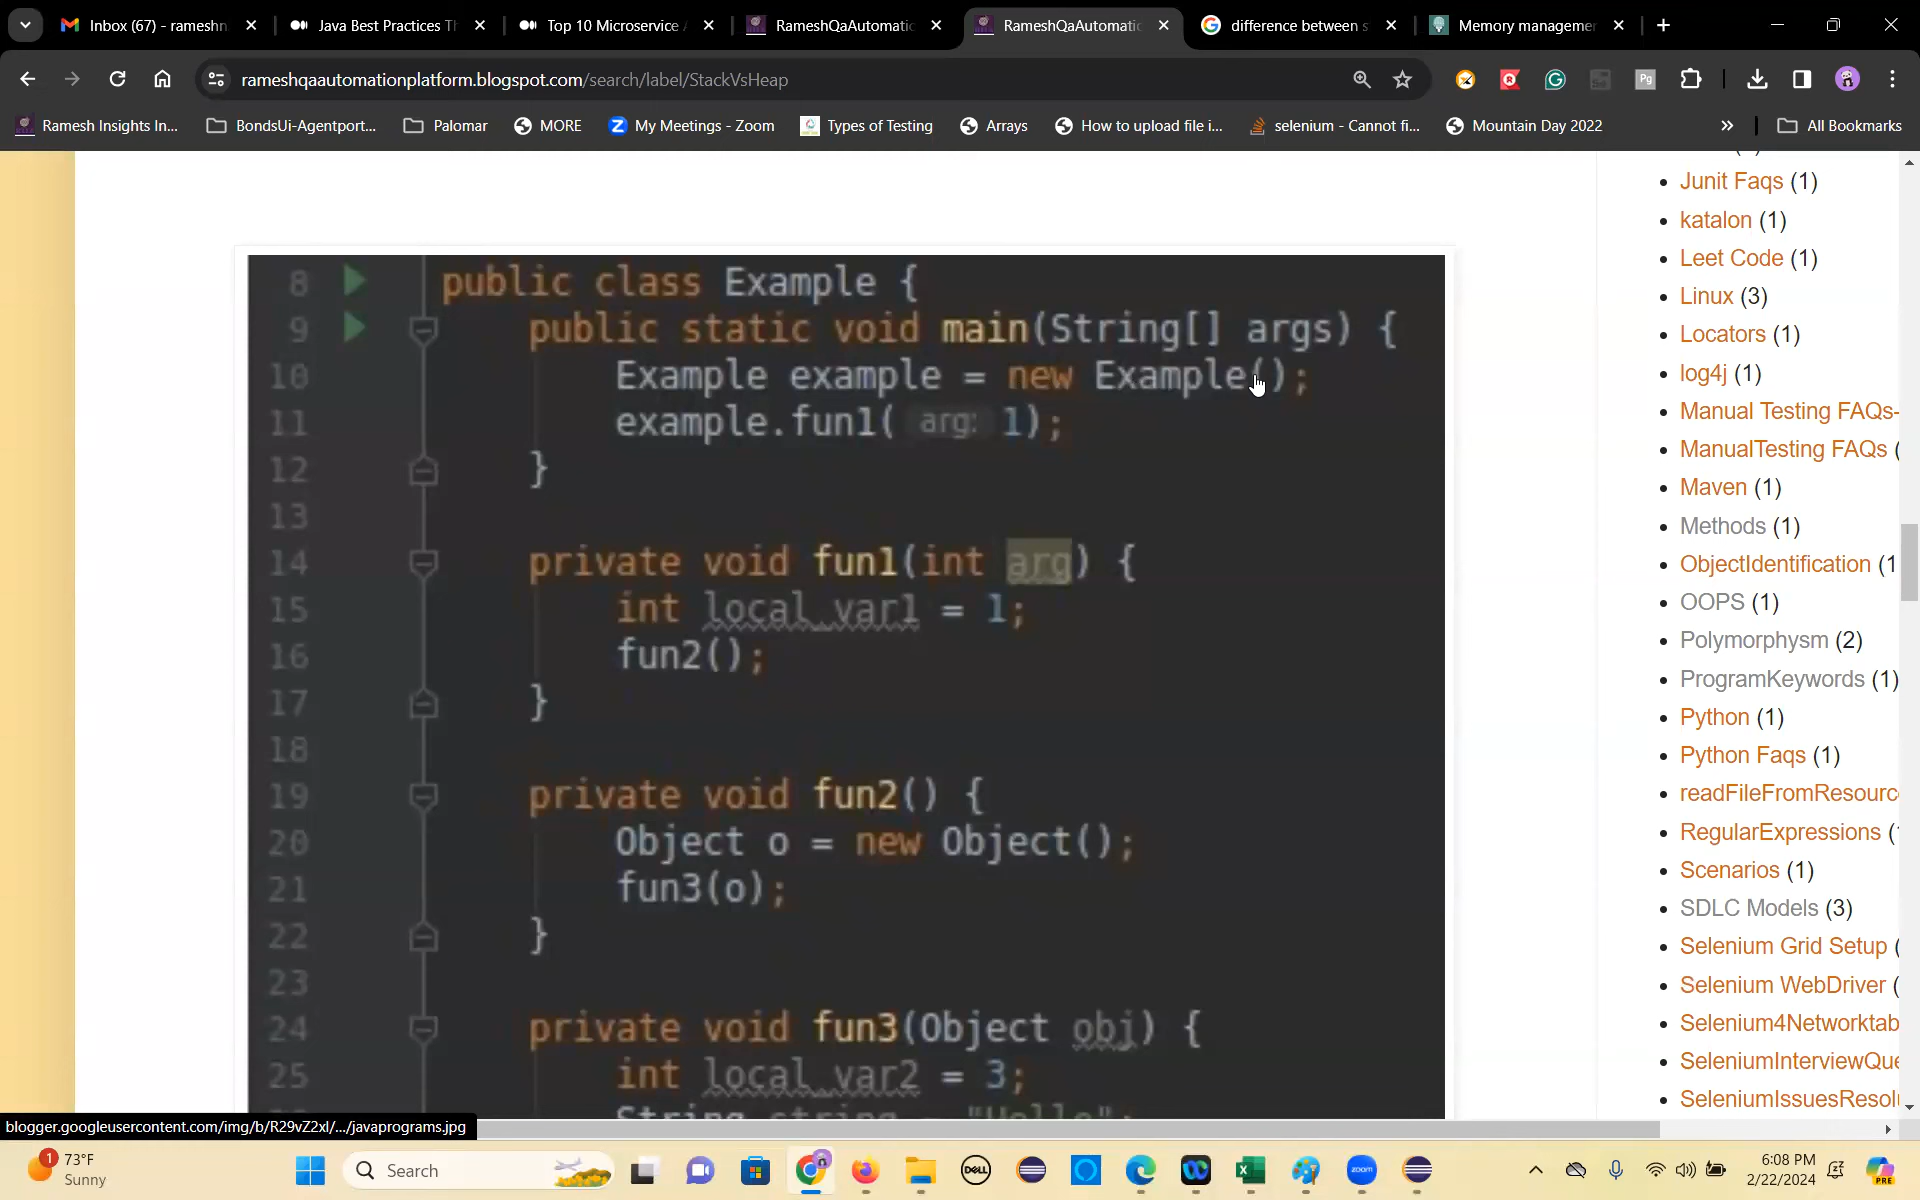 Inbox (67) - rameshn
Java Best Practices Th
Top 10 Microservice A
RameshQaAutomatic
RameshQaAutomatic
difference between s
Memory managemen
rameshqaautomationplatform.blogspot.com/search/label/StackVsHeap
Ramesh Insights In...
BondsUi-Agentport...
Palomar
MORE
My Meetings - Zoom
Types of Testing
Arrays
How to upload file i...
selenium - Cannot fi...
Mountain Day 2022
All Bookmarks
8 public class Example {
9 public static void main(String[] args) {
10 Example example = new Example();
11 example.fun1( arg: 1);
12 }
13
14 private void fun1(int arg) {
15 int local_var1 = 1;
16 fun2();
17 }
18
19 private void fun2() {
20 Object o = new Object();
21 fun3(o);
22 }
23
24 private void fun3(Object obj) {
25 int local_var2 = 3;
String string = "Hello";
Junit Faqs (1)
katalon (1)
Leet Code (1)
Linux (3)
Locators (1)
log4j (1)
Manual Testing FAQs-
ManualTesting FAQs (
Maven (1)
Methods (1)
ObjectIdentification (1
OOPS (1)
Polymorphysm (2)
ProgramKeywords (1)
Python (1)
Python Faqs (1)
readFileFromResource
RegularExpressions (
Scenarios (1)
SDLC Models (3)
Selenium Grid Setup (
Selenium WebDriver (
Selenium4Networktab
SeleniumInterviewQue
SeleniumIssuesResol
blogger.googleusercontent.com/img/b/R29vZ2xl/.../javaprograms.jpg
1
73°F
Sunny
Search
DELL
zoom
6:08 PM
2/22/2024
PRE